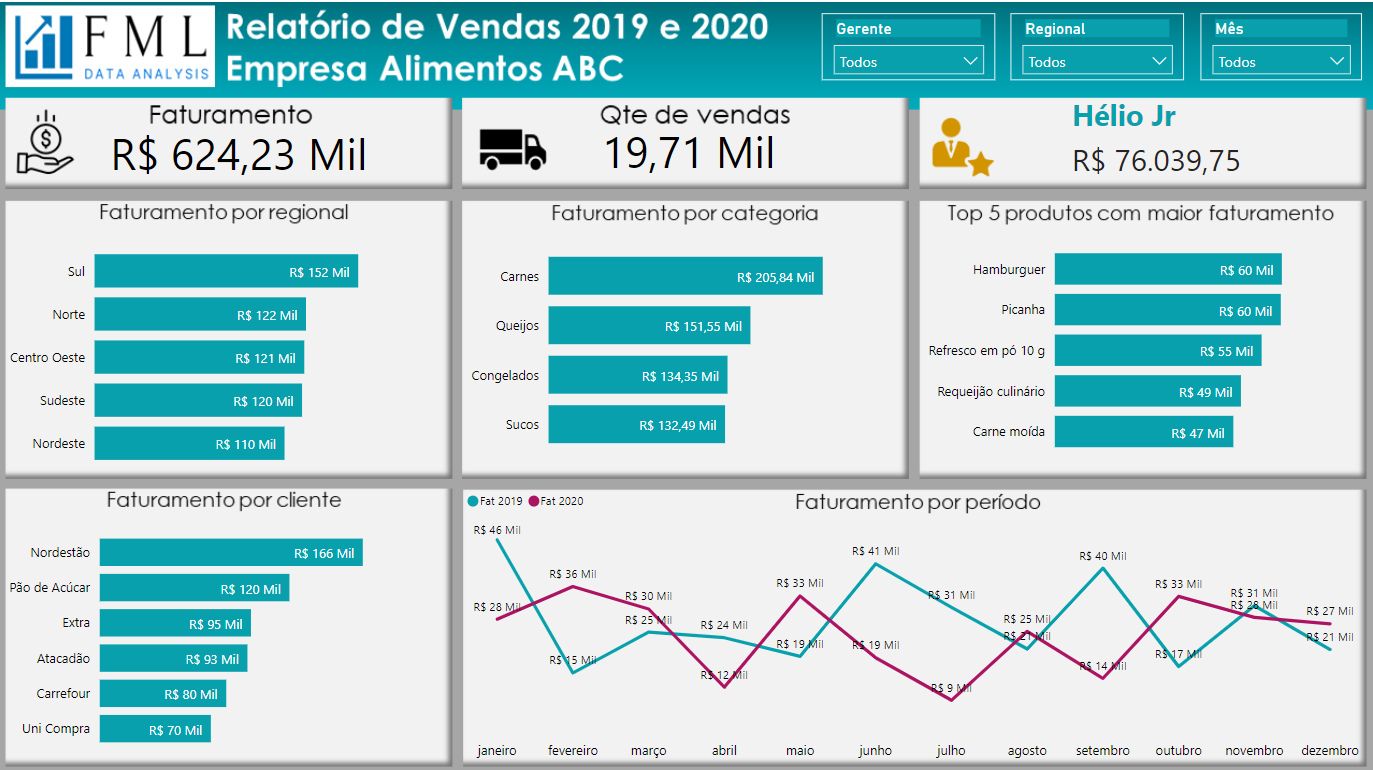 FML
DATA ANALYSIS
Relatório de Vendas 2019 e 2020
Empresa Alimentos ABC
Gerente
Todos
Regional
Todos
Mês
Todos
Faturamento
R$ 624,23 Mil
Qte de vendas
19,71 Mil
Hélio Jr
R$ 76.039,75
Faturamento por regional
Sul R$ 152 Mil
Norte R$ 122 Mil
Centro Oeste R$ 121 Mil
Sudeste R$ 120 Mil
Nordeste R$ 110 Mil
Faturamento por categoria
Carnes R$ 205,84 Mil
Queijos R$ 151,55 Mil
Congelados R$ 134,35 Mil
Sucos R$ 132,49 Mil
Top 5 produtos com maior faturamento
Hamburguer R$ 60 Mil
Picanha R$ 60 Mil
Refresco em pó 10 g R$ 55 Mil
Requeijão culinário R$ 49 Mil
Carne moída R$ 47 Mil
Faturamento por cliente
Nordestão R$ 166 Mil
Pão de Acúcar R$ 120 Mil
Extra R$ 95 Mil
Atacadão R$ 93 Mil
Carrefour R$ 80 Mil
Uni Compra R$ 70 Mil
Faturamento por período
Fat 2019 Fat 2020
R$ 46 Mil R$ 15 Mil R$ 25 Mil R$ 24 Mil R$ 19 Mil R$ 41 Mil R$ 31 Mil R$ 21 Mil R$ 40 Mil R$ 17 Mil R$ 31 Mil R$ 21 Mil
R$ 28 Mil R$ 36 Mil R$ 30 Mil R$ 12 Mil R$ 33 Mil R$ 19 Mil R$ 9 Mil R$ 25 Mil R$ 14 Mil R$ 33 Mil R$ 28 Mil R$ 27 Mil
janeiro fevereiro março abril maio junho julho agosto setembro outubro novembro dezembro